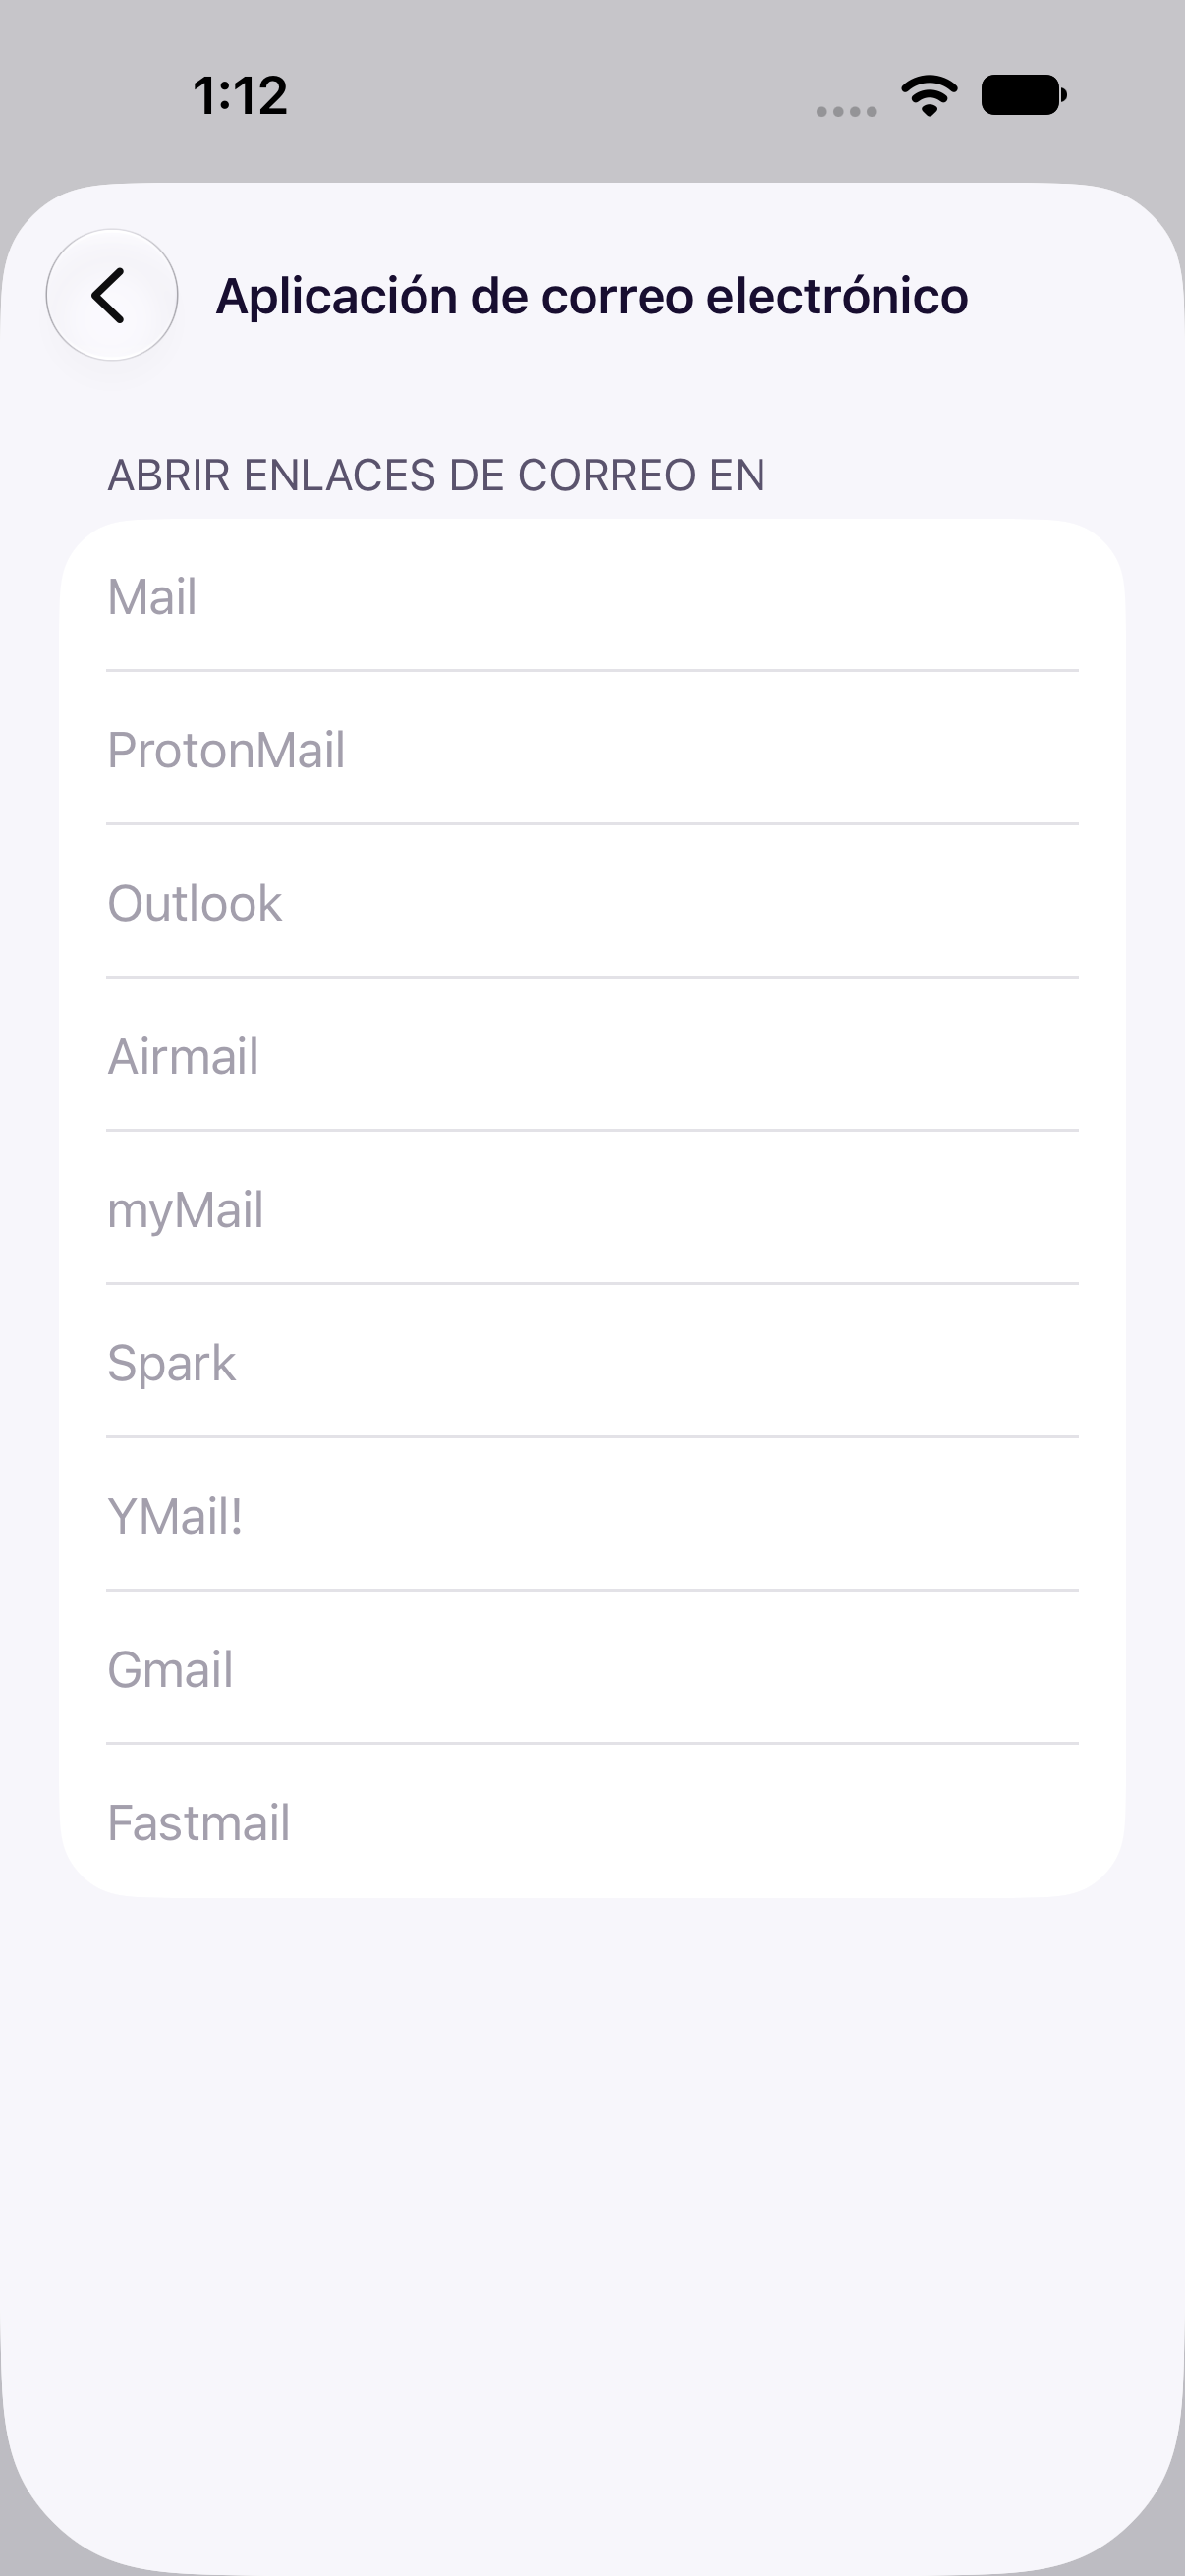 1:12
Aplicación de correo electrónico
ABRIR ENLACES DE CORREO EN
Mail
ProtonMail
Outlook
Airmail
myMail
Spark
YMail!
Gmail
Fastmail